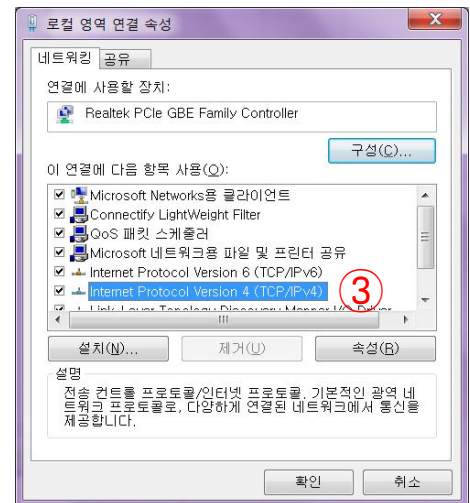 로컬 영역 연결 속성
네트워킹 공유
연결에 사용할 장치:
Realtek PCIe GBE Family Controller
구성(C)...
이 연결에 다음 항목 사용(O):
Microsoft Networks용 클라이언트
Connectify LightWeight Filter
QoS 패킷 스케줄러
Microsoft 네트워크용 파일 및 프린터 공유
Internet Protocol Version 6 (TCP/IPv6)
Internet Protocol Version 4 (TCP/IPv4) ③
Link-Layer Topology Discovery Mapper I/O Driver
설치(N)... 제거(U) 속성(R)
설명
전송 컨트롤 프로토콜/인터넷 프로토콜. 기본적인 광역 네
트워크 프로토콜로, 다양하게 연결된 네트워크에서 통신을
제공합니다.
확인 취소